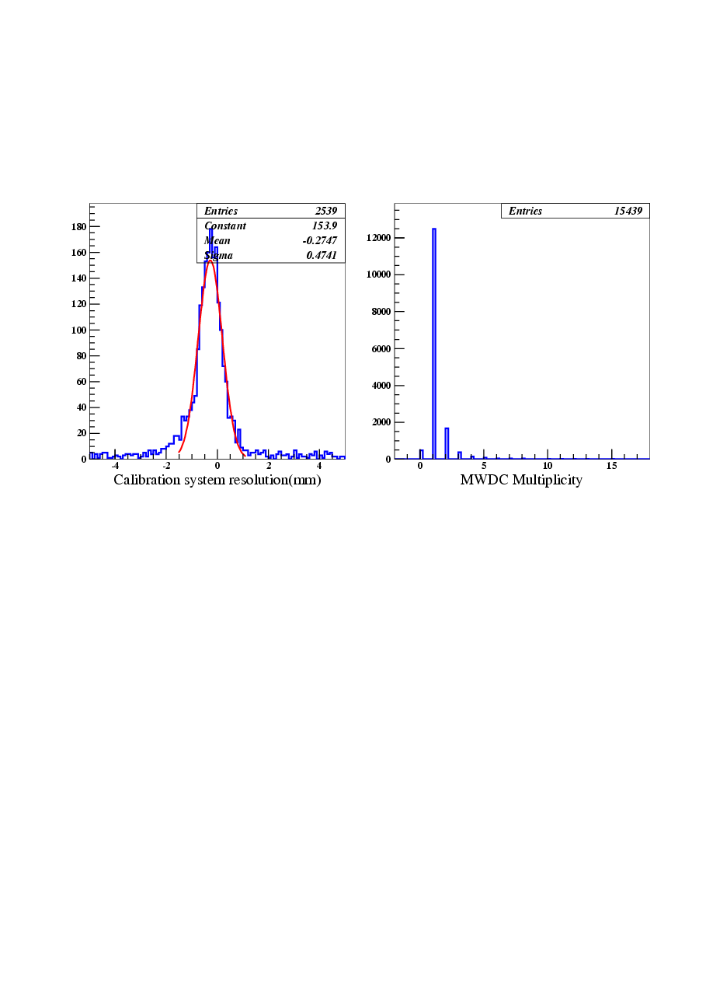 Entries 2539
Constant 153.9
Mean -0.2747
Sigma 0.4741
180
160
140
120
100
80
60
40
20
0
-4 -2 0 2 4
Calibration system resolution(mm)
Entries 15439
12000
10000
8000
6000
4000
2000
0
0 5 10 15
MWDC Multiplicity